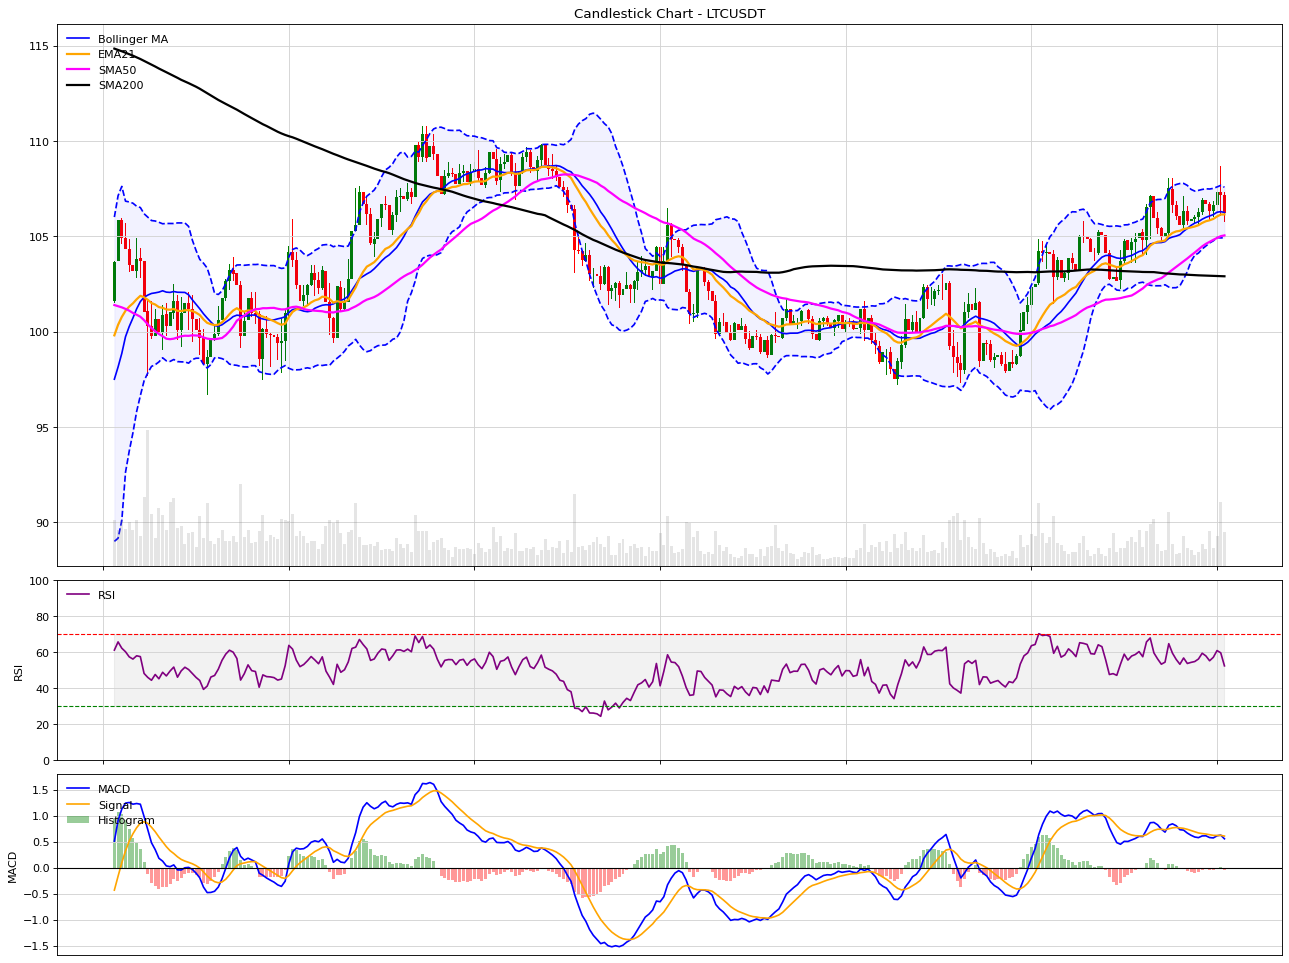 Candlestick Chart - LTCUSDT
Bollinger MA
EMA21
SMA50
SMA200
115
110
105
100
95
90
RSI
100
80
60
40
20
0
RSI
MACD
Signal
Histogram
1.5
1.0
0.5
0.0
−0.5
−1.0
−1.5
MACD